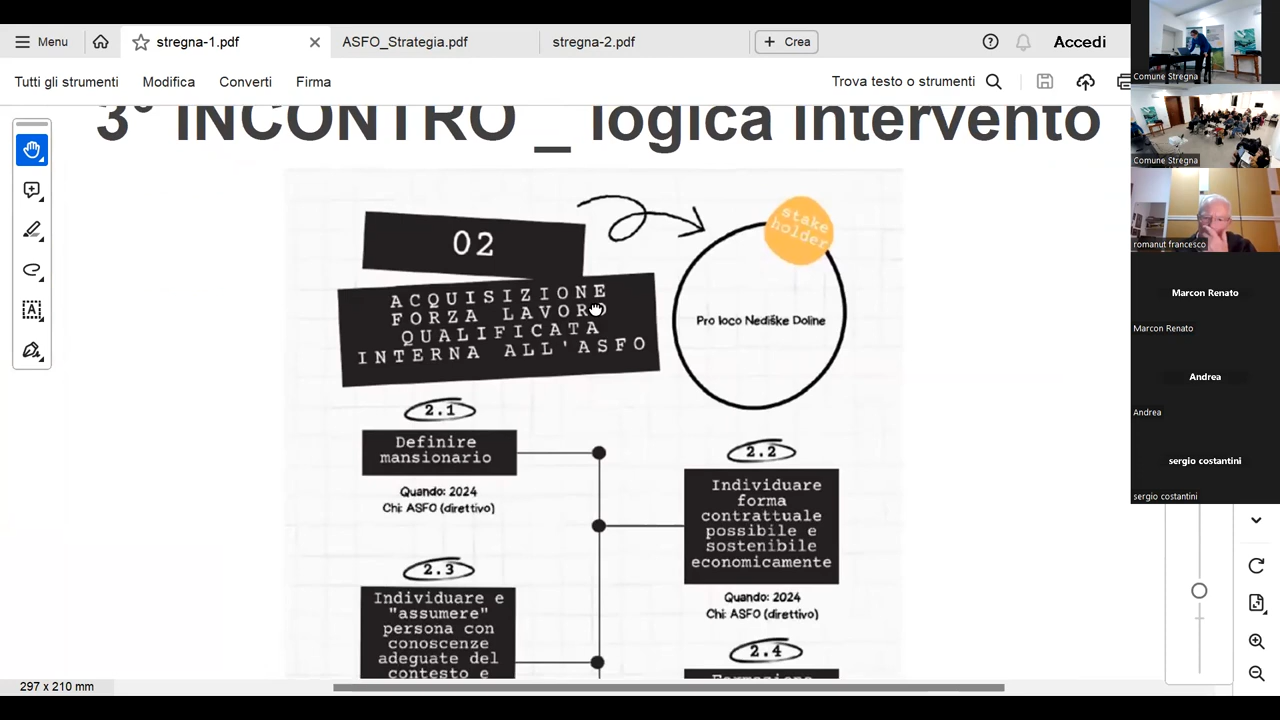 Menu
stregna-1.pdf
ASFO_Strategia.pdf
stregna-2.pdf
Crea
Accedi
Tutti gli strumenti
Modifica
Converti
Firma
Trova testo o strumenti
3° INCONTRO _ logica intervento
02
ACQUISIZIONE
FORZA LAVORO
QUALIFICATA
INTERNA ALL'ASFO
stake
holder
Pro loco Nediške Doline
2.1
Definire
mansionario
Quando: 2024
Chi: ASFO (direttivo)
2.2
Individuare
forma
contrattuale
possibile e
sostenibile
economicamente
Quando: 2024
Chi: ASFO (direttivo)
2.3
Individuare e
"assumere"
persona con
conoscenze
adeguate del
contesto e
2.4
Formazione
297 x 210 mm
Comune Stregna
Comune Stregna
romanut francesco
Marcon Renato
Marcon Renato
Andrea
Andrea
sergio costantini
sergio costantini